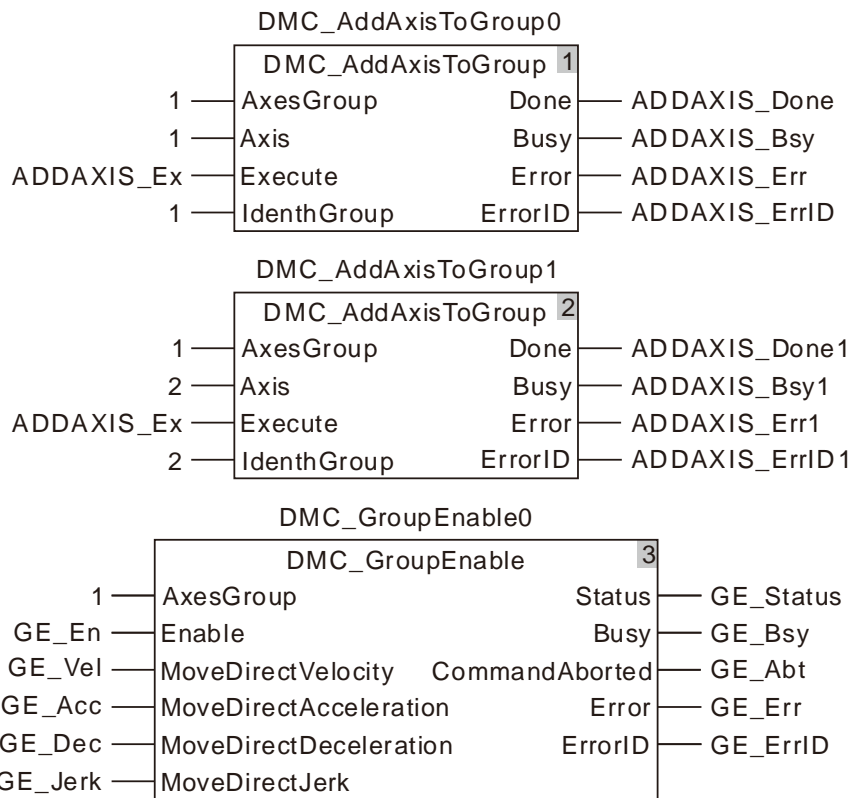 DMC_AddAxisToGroup0
DMC_AddAxisToGroup 1
1 AxesGroup Done ADDAXIS_Done
1 Axis Busy ADDAXIS_Bsy
ADDAXIS_Ex Execute Error ADDAXIS_Err
1 IdenthGroup ErrorID ADDAXIS_ErrID
DMC_AddAxisToGroup1
DMC_AddAxisToGroup 2
1 AxesGroup Done ADDAXIS_Done1
2 Axis Busy ADDAXIS_Bsy1
ADDAXIS_Ex Execute Error ADDAXIS_Err1
2 IdenthGroup ErrorID ADDAXIS_ErrID1
DMC_GroupEnable0
DMC_GroupEnable 3
1 AxesGroup Status GE_Status
GE_En Enable Busy GE_Bsy
GE_Vel MoveDirectVelocity CommandAborted GE_Abt
GE_Acc MoveDirectAcceleration Error GE_Err
GE_Dec MoveDirectDeceleration ErrorID GE_ErrID
GE_Jerk MoveDirectJerk